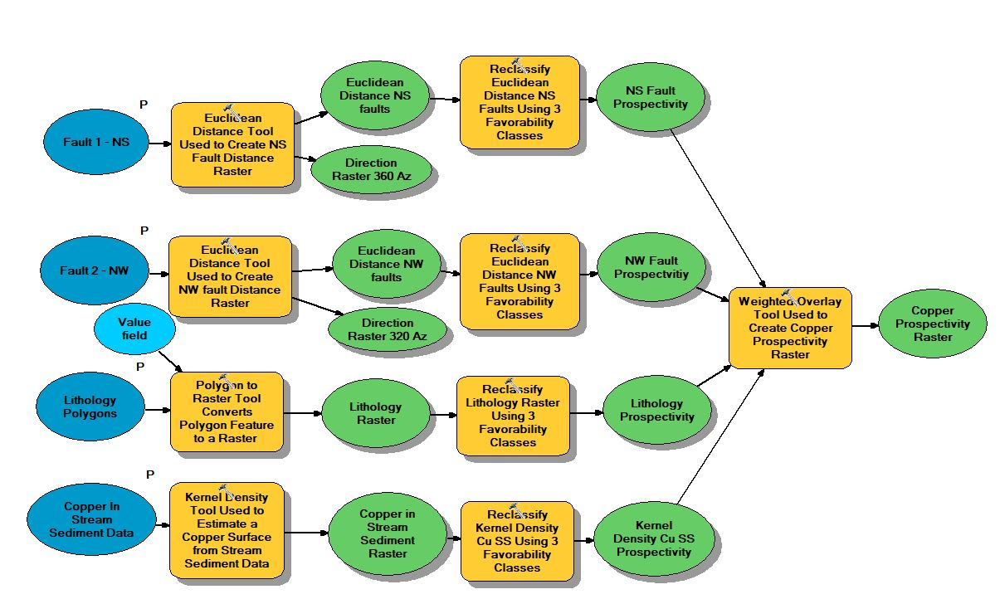 P
Fault 1 - NS
Euclidean
Distance Tool
Used to Create NS
Fault Distance
Raster
Euclidean
Distance NS
faults
Direction
Raster 360 Az
Reclassify
Euclidean
Distance NS
Faults Using 3
Favorability
Classes
NS Fault
Prospectivity
P
Fault 2 - NW
Euclidean
Distance Tool
Used to Create
NW fault Distance
Raster
Euclidean
Distance NW
faults
Direction
Raster 320 Az
Reclassify
Euclidean
Distance NW
Faults Using 3
Favorability
Classes
NW Fault
Prospectvitiy
Value
field
P
Lithology
Polygons
Polygon to
Raster Tool
Converts
Polygon Feature
to a Raster
Lithology
Raster
Reclassify
Lithology Raster
Using 3
Favorability
Classes
Lithology
Prospectivity
P
Copper In
Stream
Sediment Data
Kernel Density
Tool Used to
Estimate a
Copper Surface
from Stream
Sediment Data
Copper in
Stream
Sediment
Raster
Reclassify
Kernel Density
Cu SS Using 3
Favorability
Classes
Kernel
Density Cu SS
Prospectivity
Weighted Overlay
Tool Used to
Create Copper
Prospectivity
Raster
Copper
Prospectivity
Raster